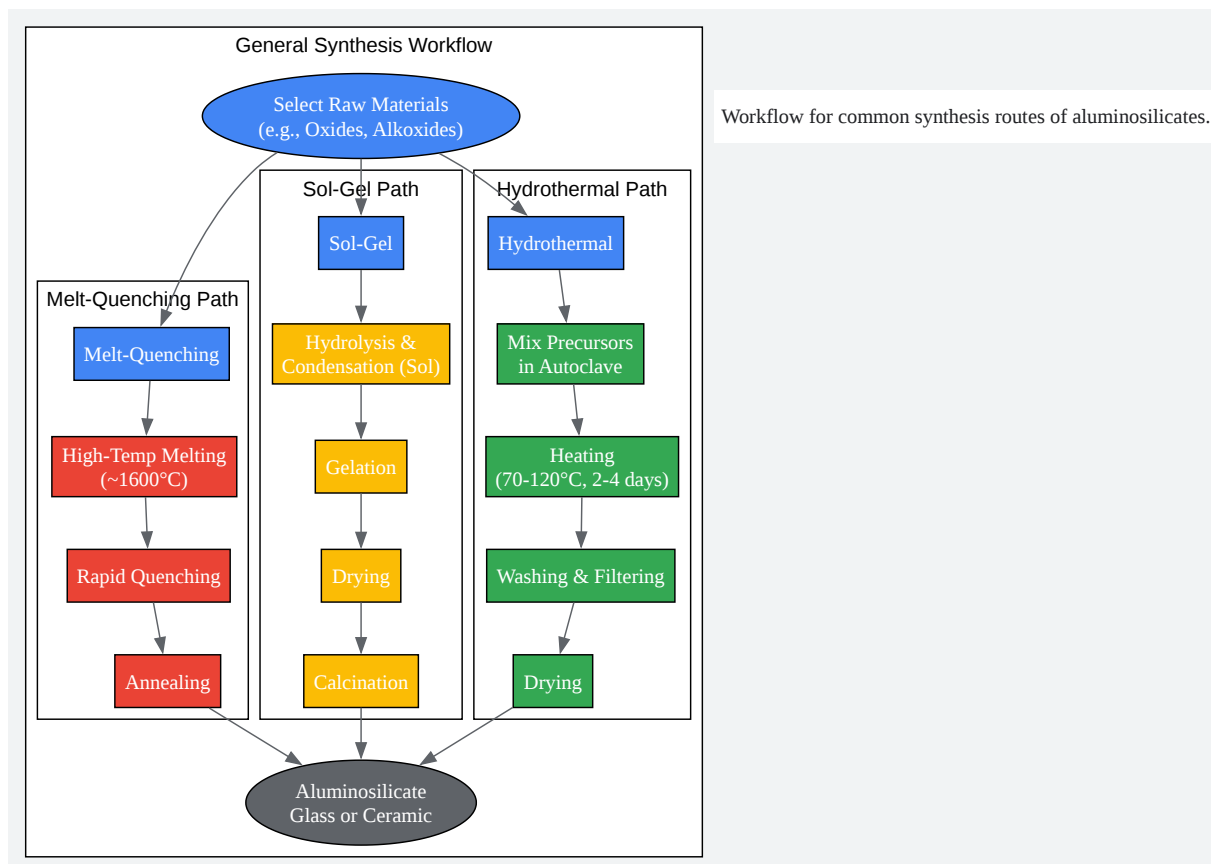 General Synthesis Workflow
Select Raw Materials
(e.g., Oxides, Alkoxides)
Workflow for common synthesis routes of aluminosilicates.
Melt-Quenching Path
Melt-Quenching
High-Temp Melting
(~1600°C)
Rapid Quenching
Annealing
Sol-Gel Path
Sol-Gel
Hydrolysis &
Condensation (Sol)
Gelation
Drying
Calcination
Hydrothermal Path
Hydrothermal
Mix Precursors
in Autoclave
Heating
(70-120°C, 2-4 days)
Washing & Filtering
Drying
Aluminosilicate
Glass or Ceramic